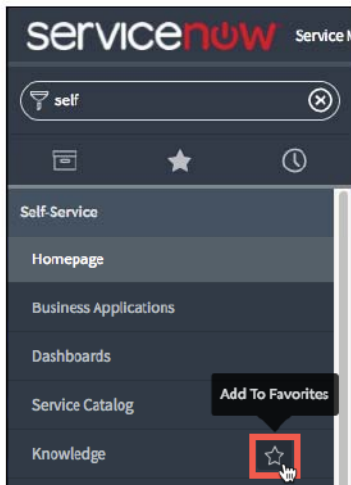 servicenow Service M
self
Self-Service
Homepage
Business Applications
Dashboards
Add To Favorites
Service Catalog
Knowledge